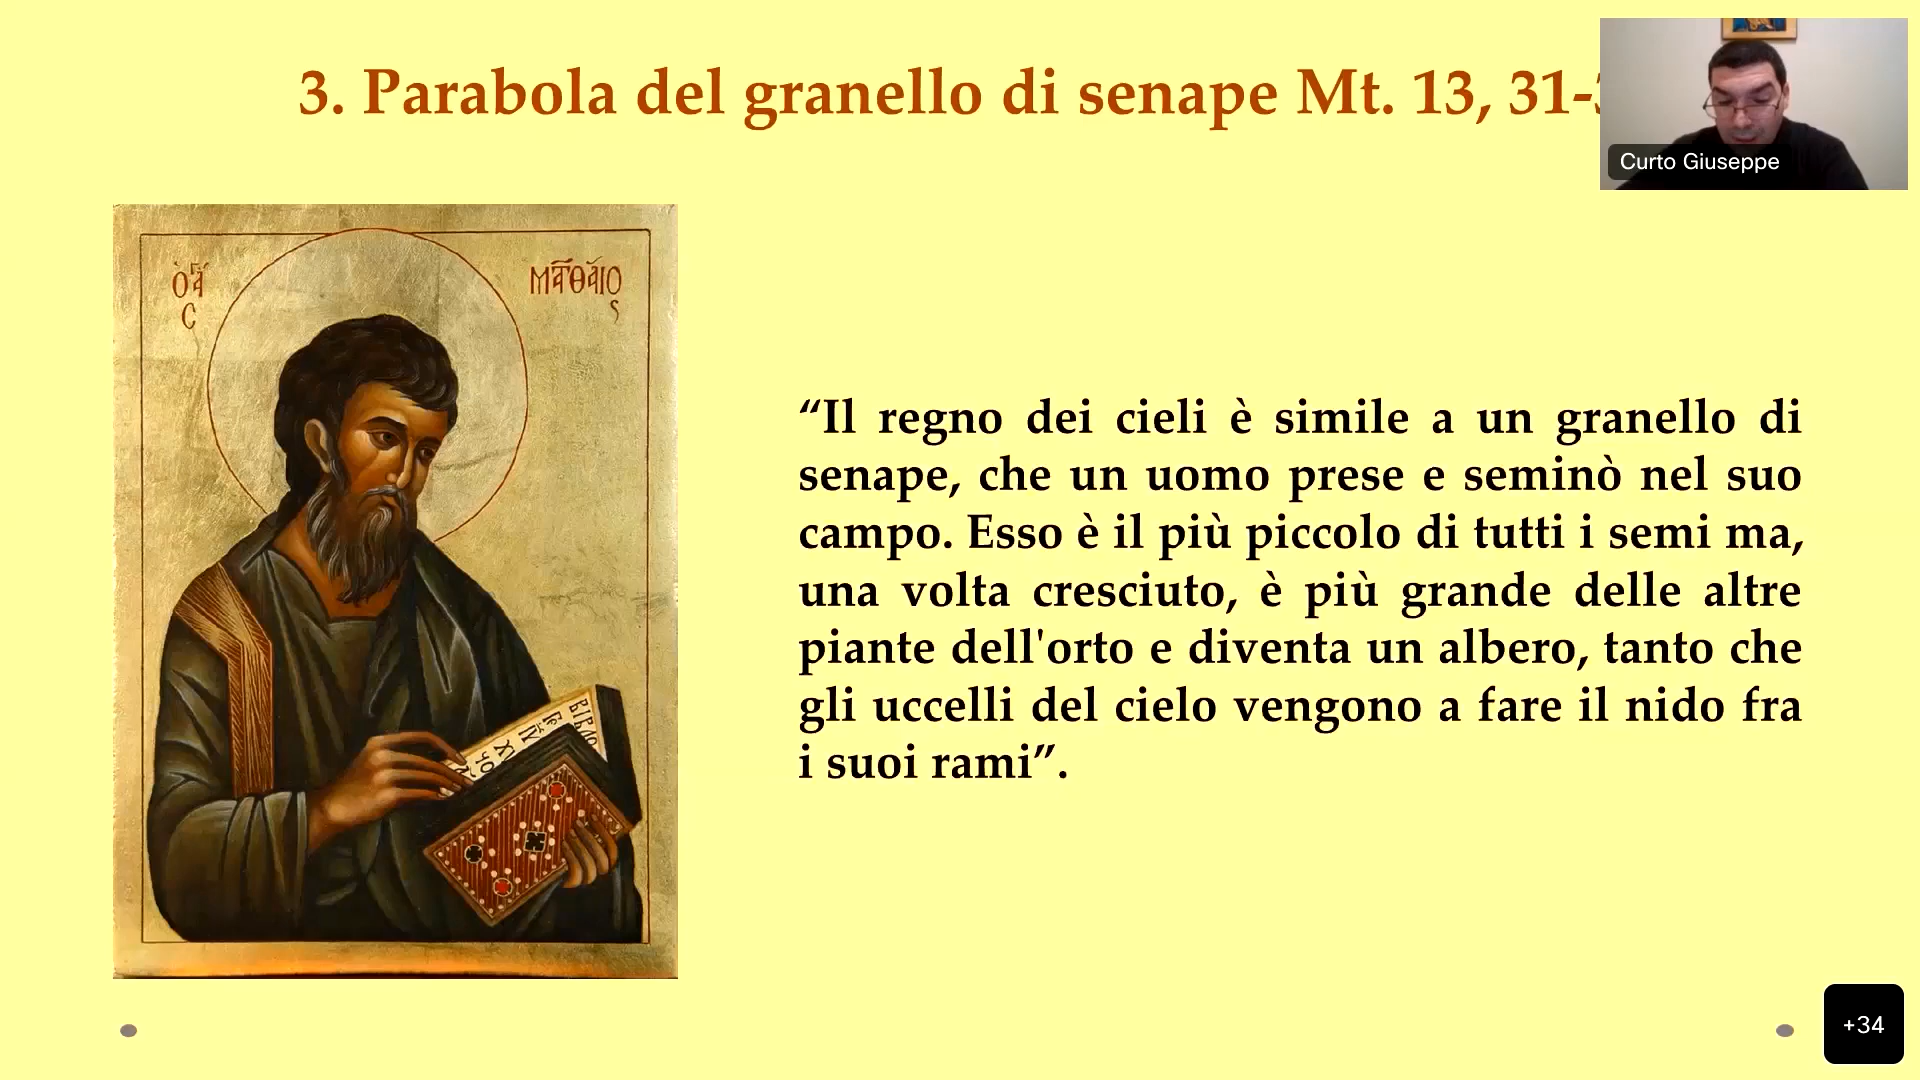 3. Parabola del granello di senape Mt. 13, 31-
Curto Giuseppe
“Il regno dei cieli è simile a un granello di
senape, che un uomo prese e seminò nel suo
campo. Esso è il più piccolo di tutti i semi ma,
una volta cresciuto, è più grande delle altre
piante dell'orto e diventa un albero, tanto che
gli uccelli del cielo vengono a fare il nido fra
i suoi rami”.
+34